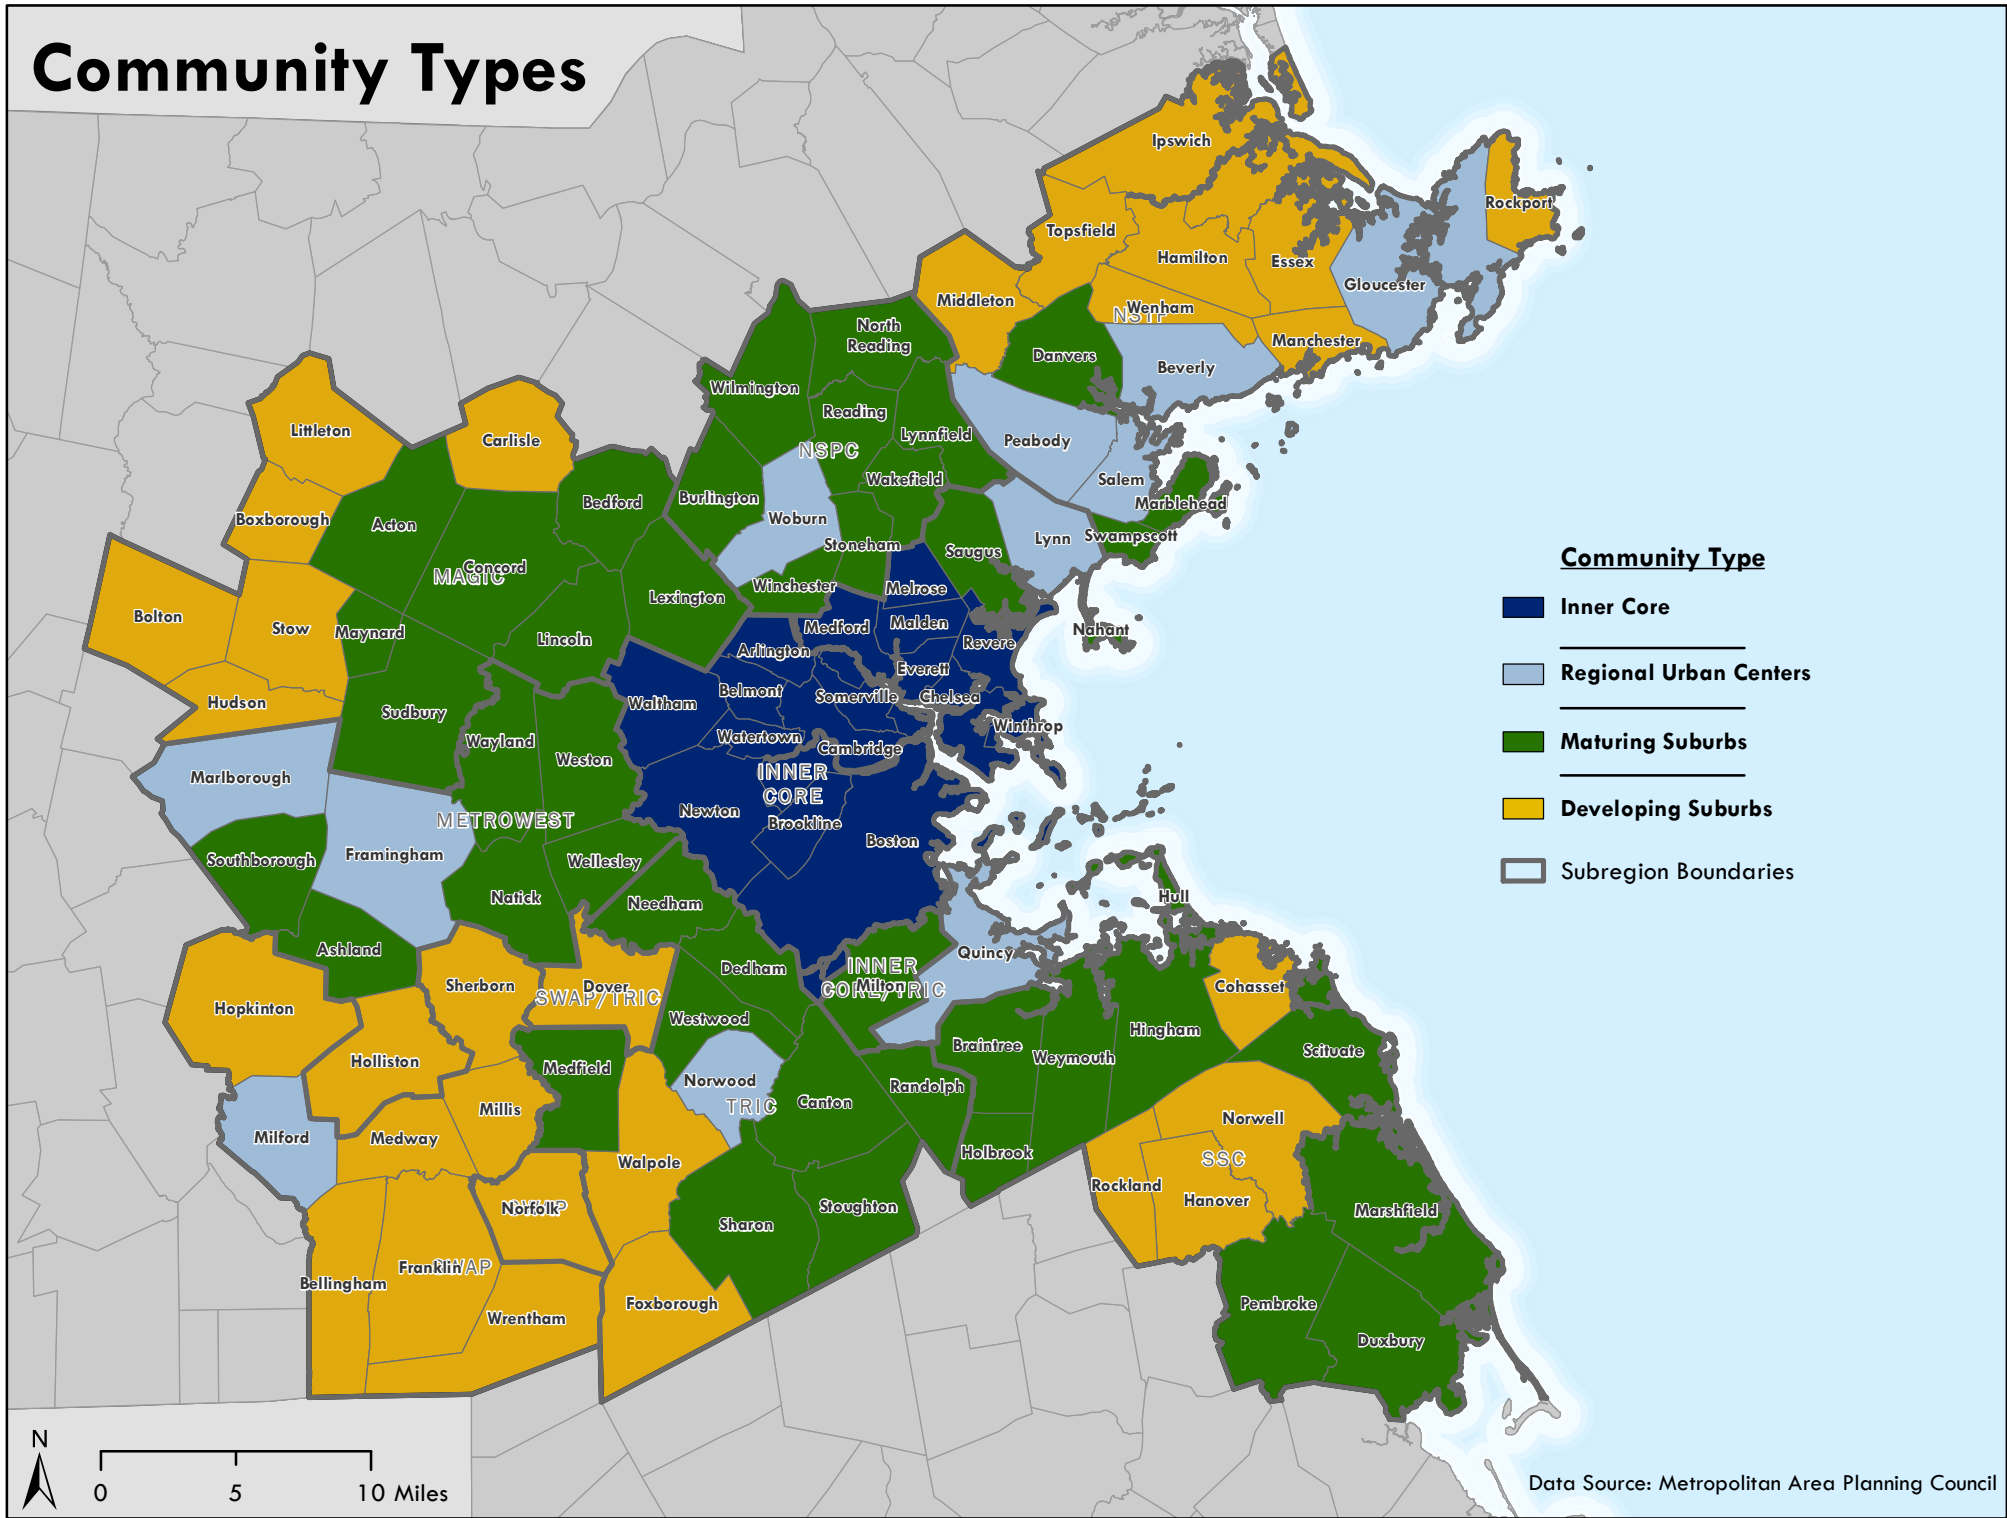 Community Types
Ipswich
Rockport
Topsfield
Hamilton
Essex
Gloucester
Middleton
Wenham
NSTF
Manchester
North
Reading
Danvers
Beverly
Wilmington
Reading
Lynnfield
Peabody
NSPC
Wakefield
Salem
Marblehead
Littleton
Carlisle
Bedford
Burlington
Woburn
Stoneham
Saugus
Lynn
Swampscott
Boxborough
Acton
Concord
MAGIC
Lexington
Winchester
Melrose
Malden
Medford
Revere
Nahant
Bolton
Stow
Maynard
Lincoln
Arlington
Everett
Hudson
Sudbury
Waltham
Belmont
Somerville
Chelsea
Winthrop
Wayland
Weston
Watertown
Cambridge
Marlborough
INNER
CORE
METROWEST
Newton
Brookline
Boston
Southborough
Framingham
Wellesley
Natick
Needham
Hull
Ashland
Dedham
Quincy
INNER
CORE/TRIC
Milton
Hopkinton
Sherborn
Dover
SWAP/TRIC
Westwood
Cohasset
Holliston
Medfield
Norwood
TRIC
Canton
Randolph
Braintree
Weymouth
Hingham
Scituate
Millis
Milford
Medway
Walpole
Holbrook
Norwell
SSC
Rockland
Hanover
Norfolk
Sharon
Stoughton
Marshfield
Bellingham
Franklin
SWAP
Wrentham
Foxborough
Pembroke
Duxbury
Community Type
Inner Core
Regional Urban Centers
Maturing Suburbs
Developing Suburbs
Subregion Boundaries
N
0 5 10 Miles
Data Source: Metropolitan Area Planning Council